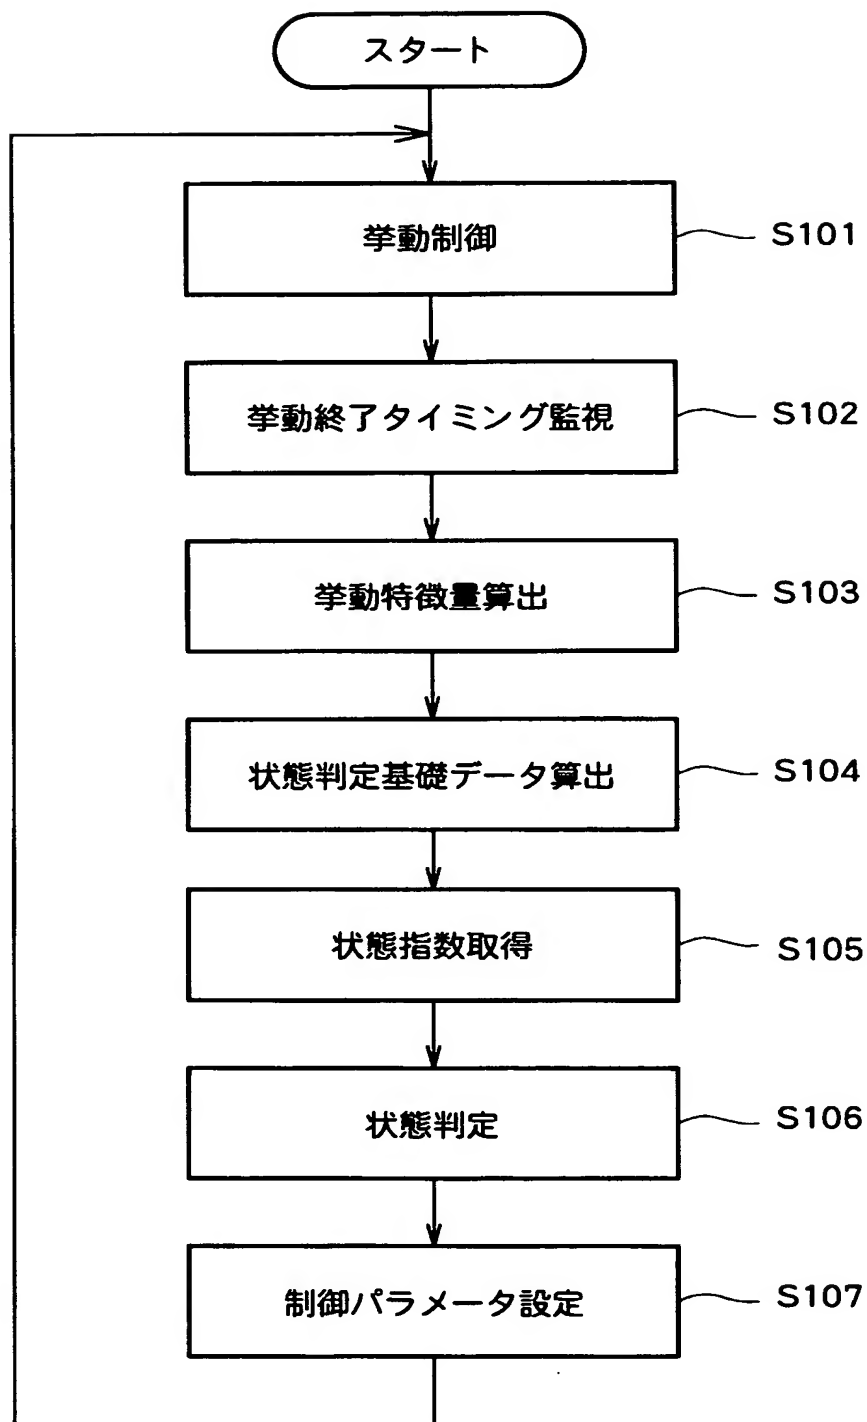 スタート
挙動制御
S101
挙動終了タイミング監視
S102
挙動特徴量算出
S103
状態判定基礎データ算出
S104
状態指数取得
S105
状態判定
S106
制御パラメータ設定
S107